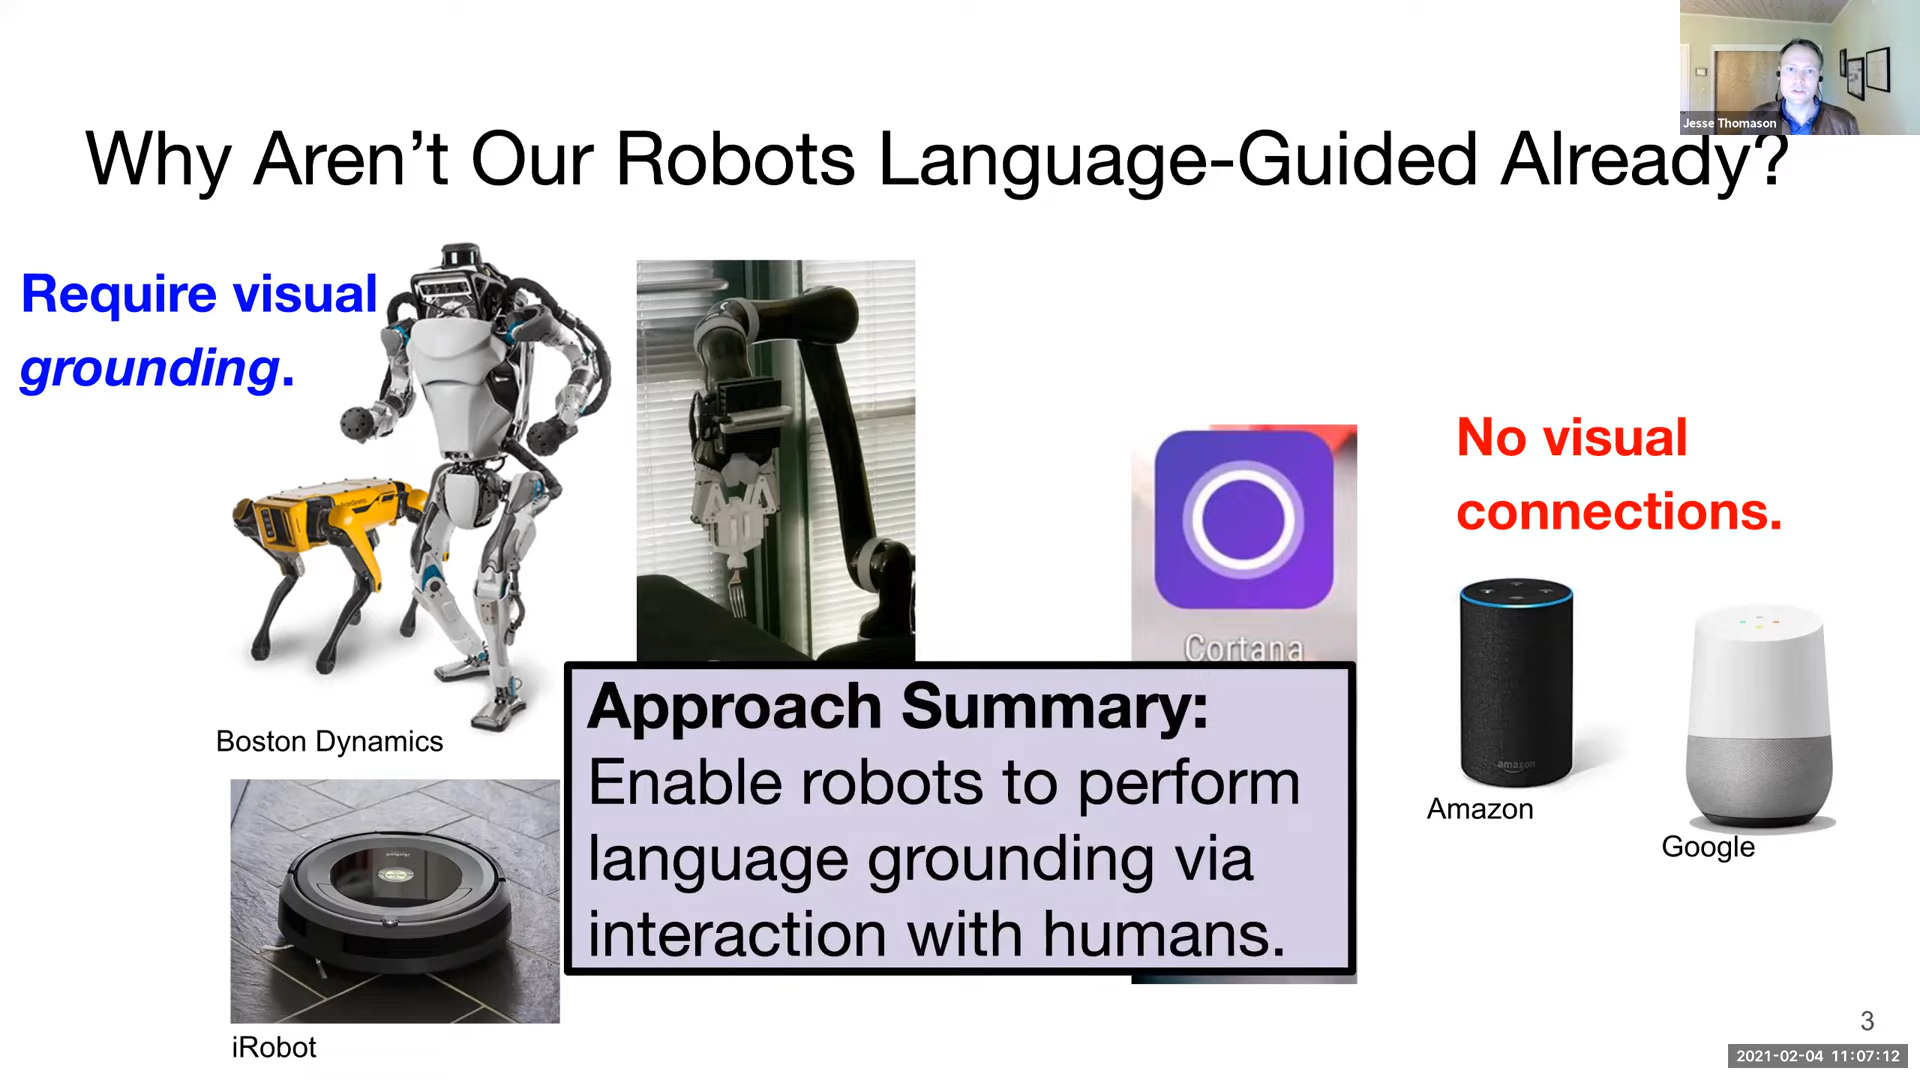 Jesse Thomason
Why Aren’t Our Robots Language-Guided Already?
Require visual
grounding.
No visual
connections.
Cortana
amazon
Boston Dynamics
Amazon
Google
Approach Summary:
Enable robots to perform
language grounding via
interaction with humans.
iRobot
iRobot
3
2021-02-04 11:07:12